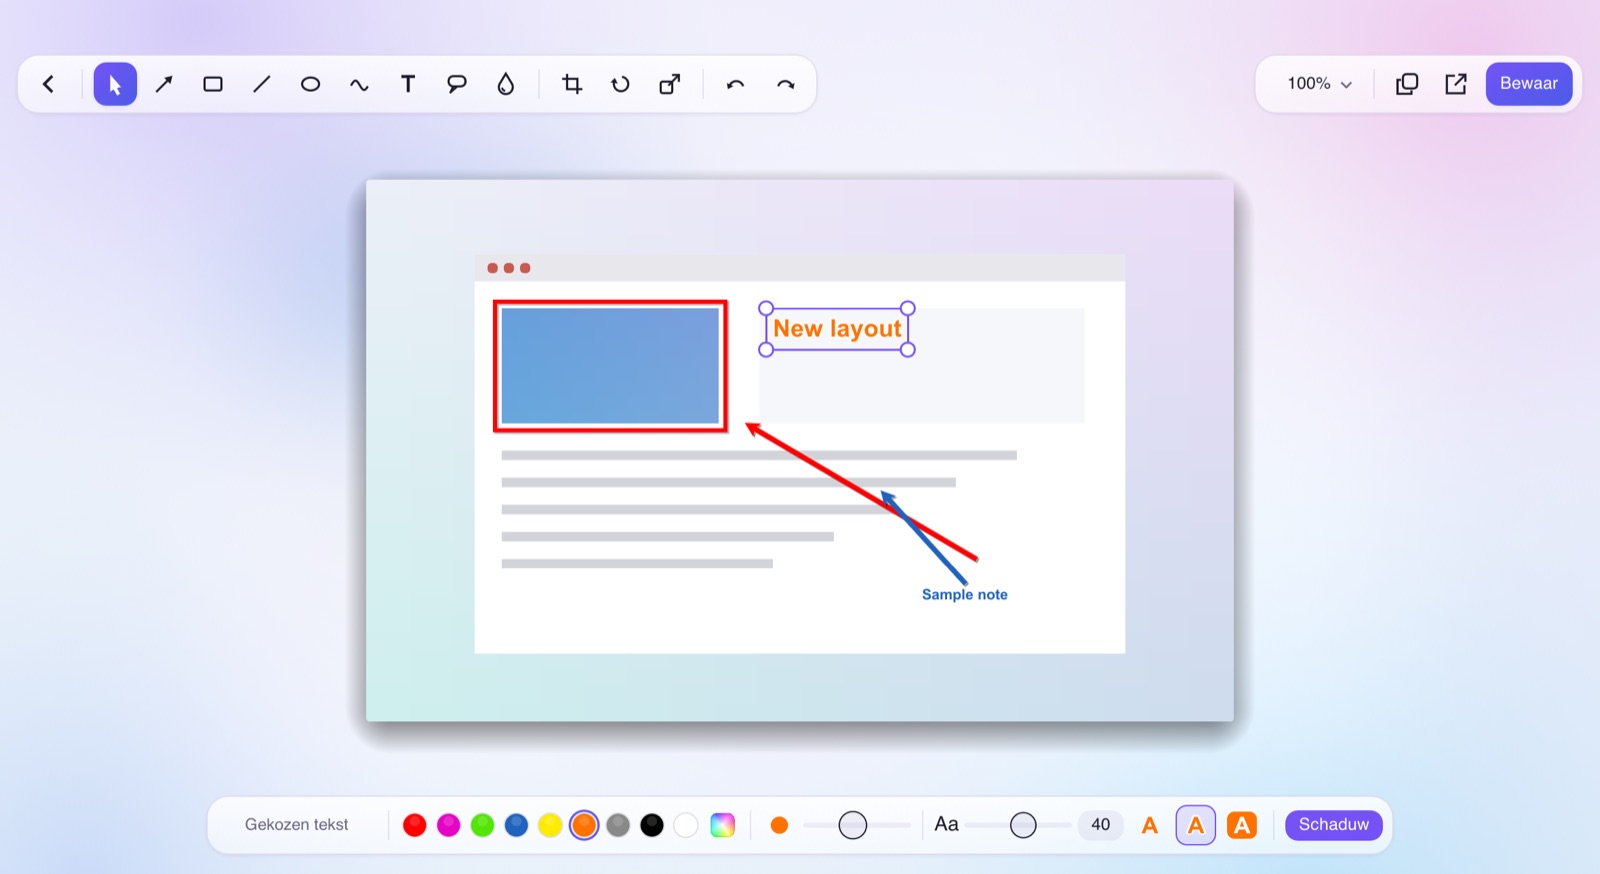 T
100%
Bewaar
New layout
Sample note
Gekozen tekst
Aa
40
A
A
A
Schaduw